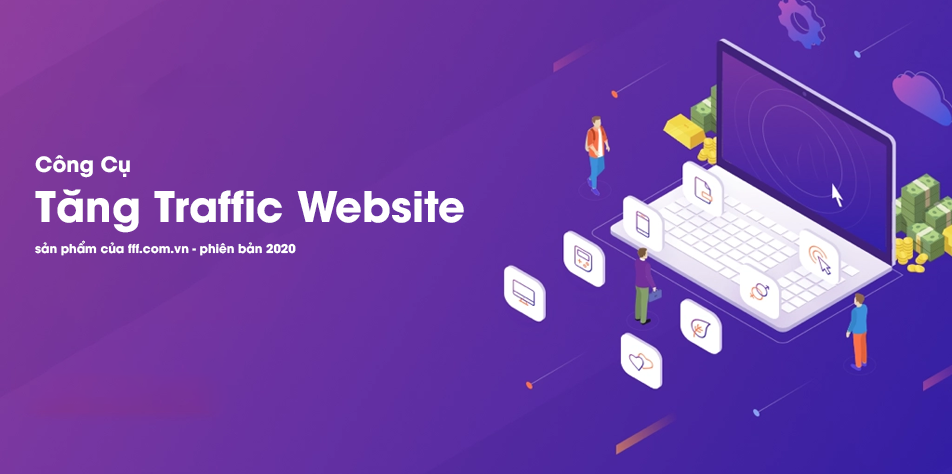 Công Cụ
Tăng Traffic Website
sản phẩm của fff.com.vn - phiên bản 2020